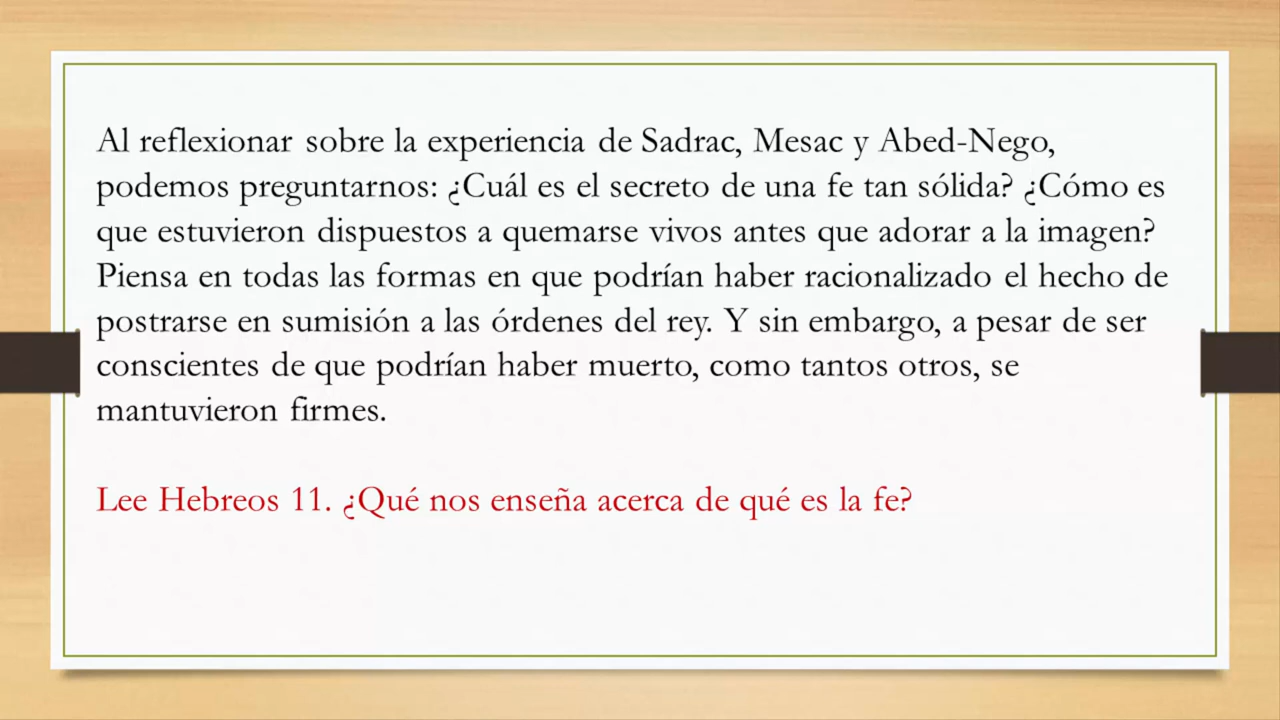 Al reflexionar sobre la experiencia de Sadrac, Mesac y Abed-Nego,
podemos preguntarnos: ¿Cuál es el secreto de una fe tan sólida? ¿Cómo es
que estuvieron dispuestos a quemarse vivos antes que adorar a la imagen?
Piensa en todas las formas en que podrían haber racionalizado el hecho de
postrarse en sumisión a las órdenes del rey. Y sin embargo, a pesar de ser
conscientes de que podrían haber muerto, como tantos otros, se
mantuvieron firmes.
Lee Hebreos 11. ¿Qué nos enseña acerca de qué es la fe?